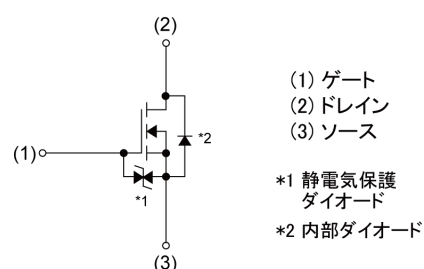 (2)
(1)
*2
*1
(3)
(1) ゲート
(2) ドレイン
(3) ソース
*1 静電気保護
ダイオード
*2 内部ダイオード